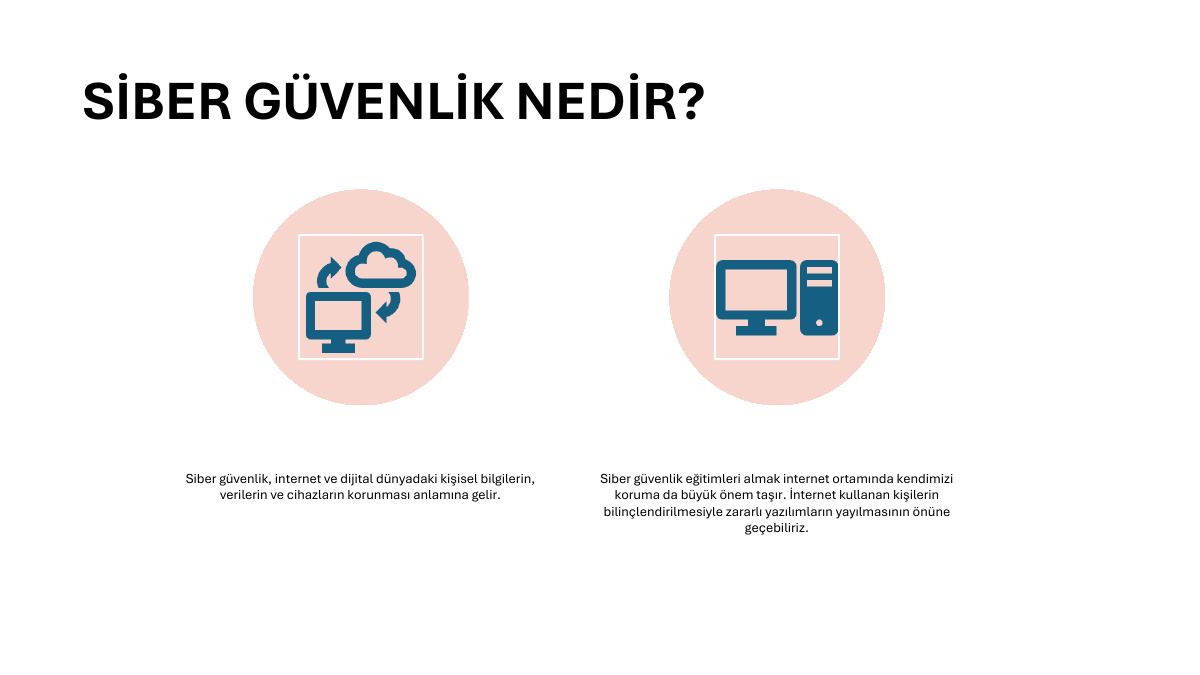 SİBER GÜVENLİK NEDİR?
Siber güvenlik, internet ve dijital dünyadaki kişisel bilgilerin,
verilerin ve cihazların korunması anlamına gelir.
Siber güvenlik eğitimleri almak internet ortamında kendimizi
koruma da büyük önem taşır. İnternet kullanan kişilerin
bilinçlendirilmesiyle zararlı yazılımların yayılmasının önüne
geçebiliriz.